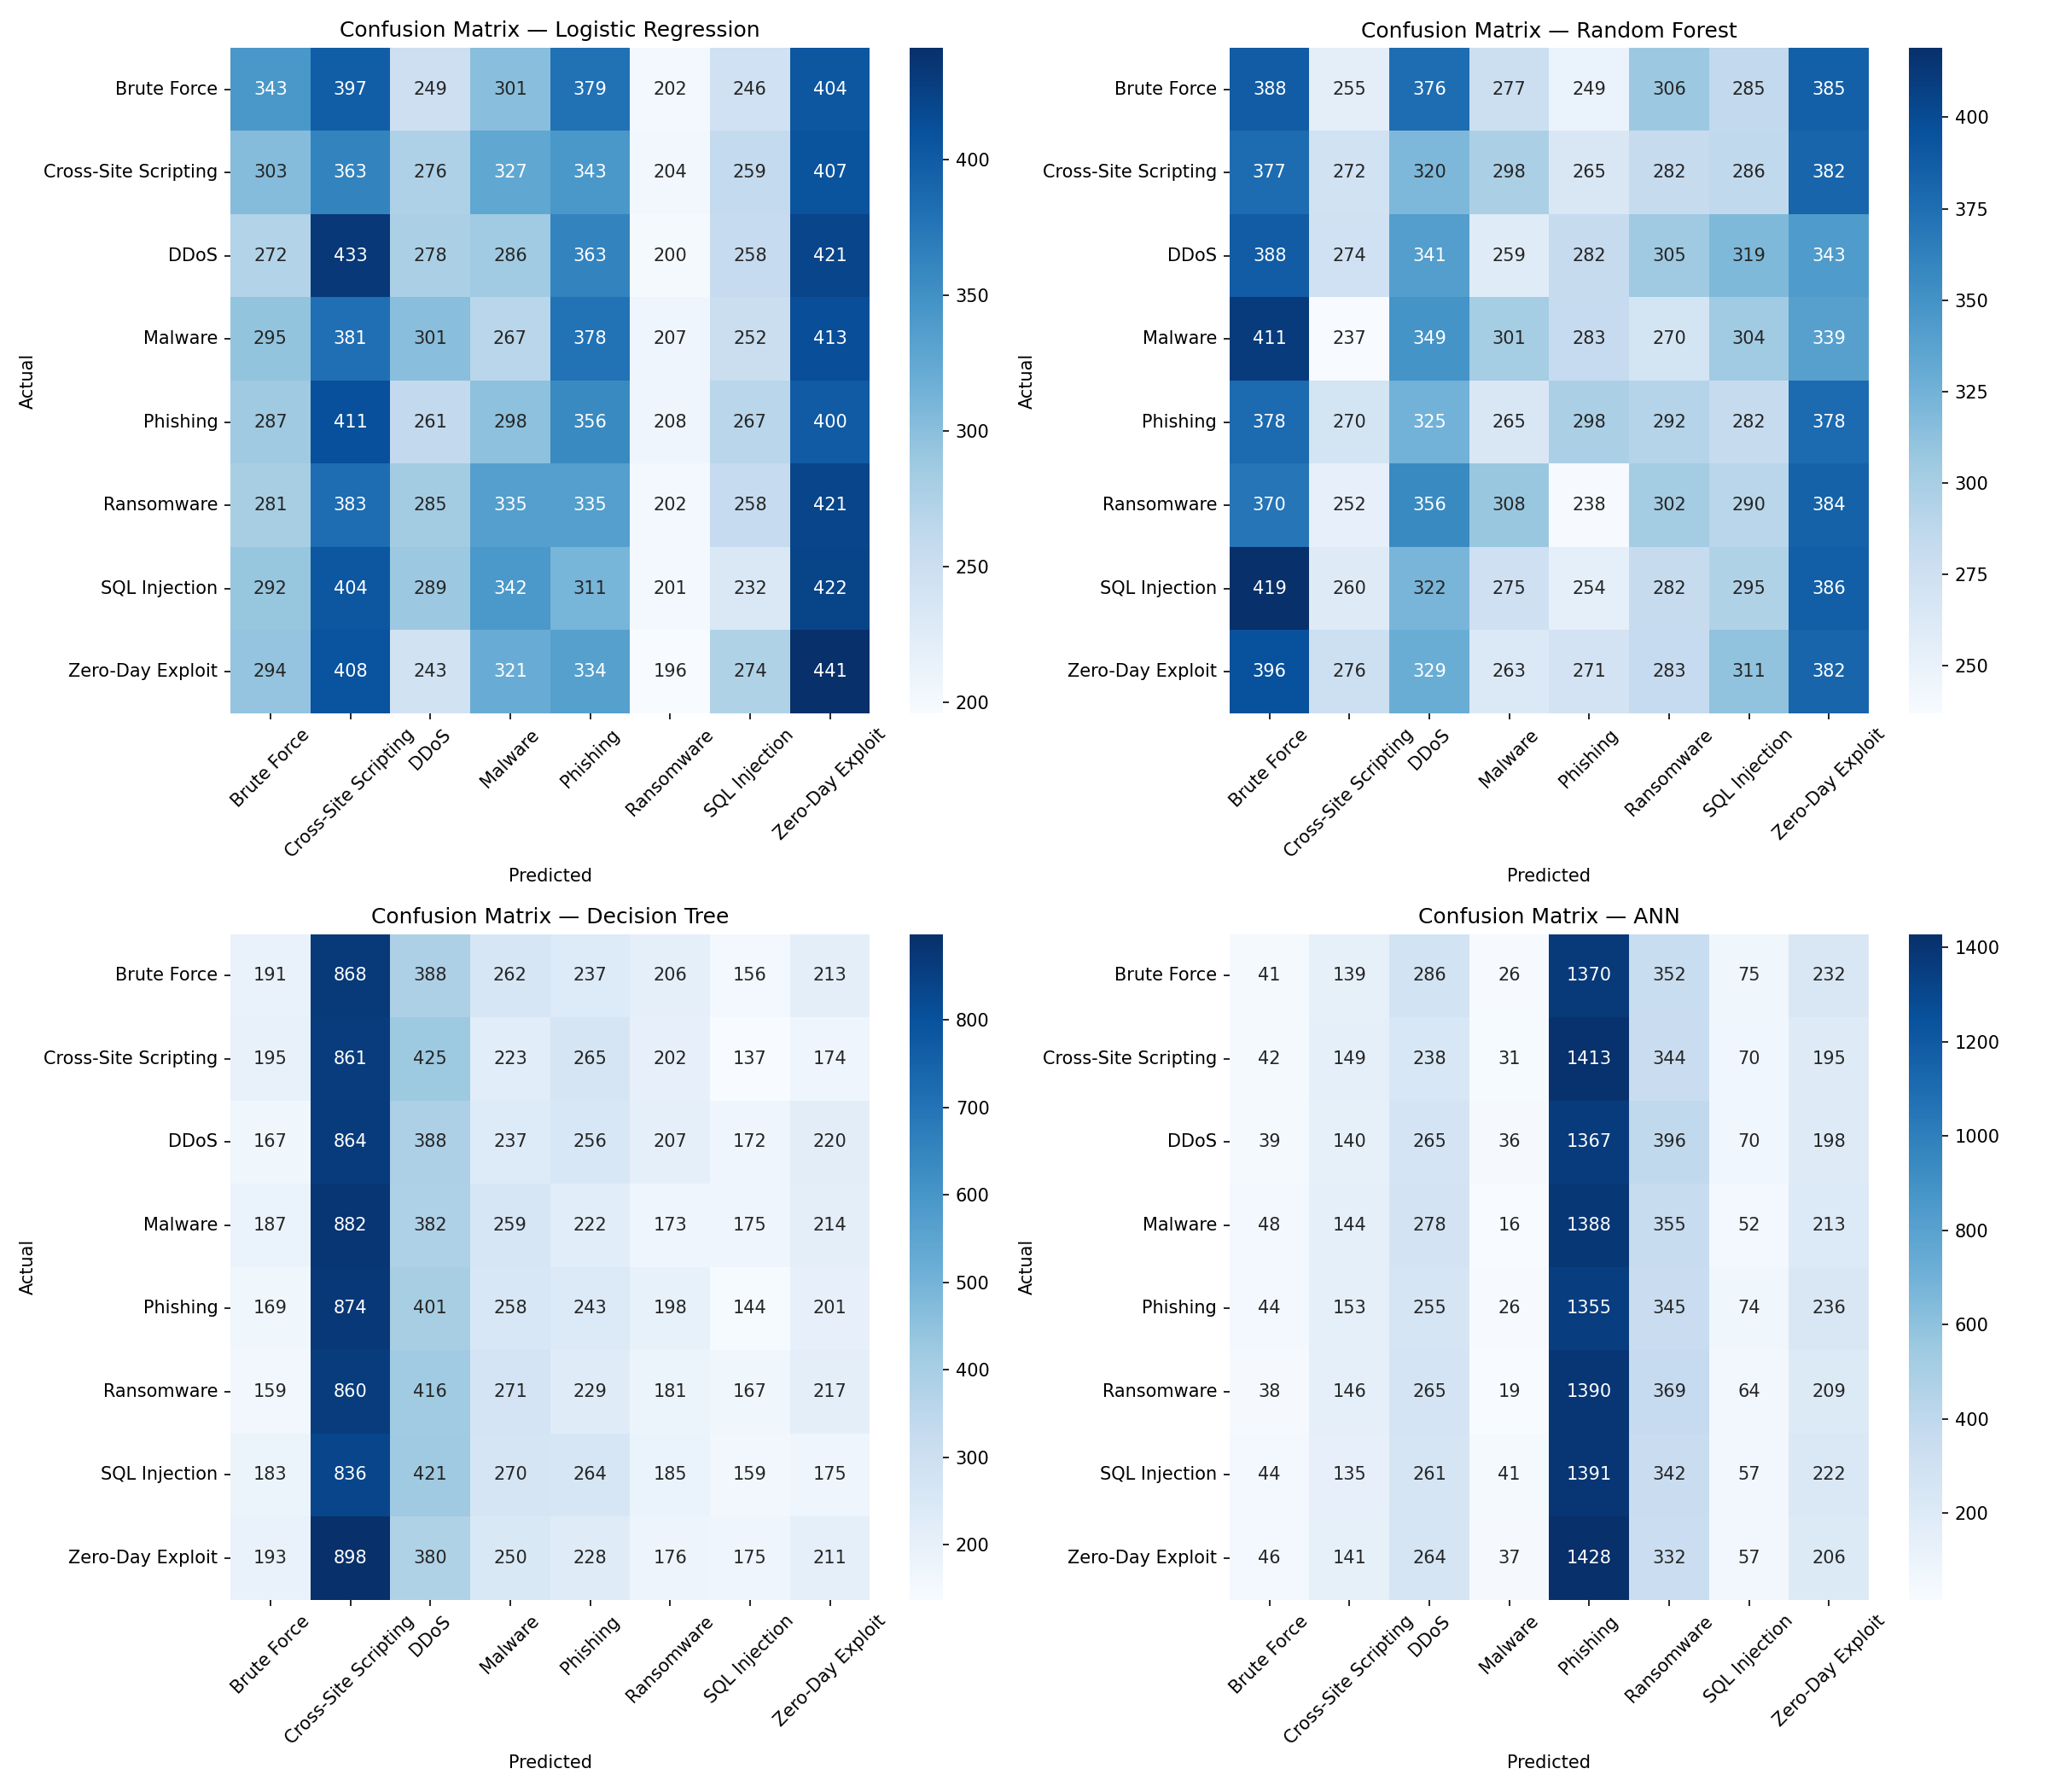 Confusion Matrix — Logistic Regression
Actual
Brute Force 343 397 249 301 379 202 246 404
Cross-Site Scripting 303 363 276 327 343 204 259 407
DDoS 272 433 278 286 363 200 258 421
Malware 295 381 301 267 378 207 252 413
Phishing 287 411 261 298 356 208 267 400
Ransomware 281 383 285 335 335 202 258 421
SQL Injection 292 404 289 342 311 201 232 422
Zero-Day Exploit 294 408 243 321 334 196 274 441
Brute Force Cross-Site Scripting DDoS Malware Phishing Ransomware SQL Injection Zero-Day Exploit
Predicted
400
350
300
250
200
Confusion Matrix — Random Forest
Actual
Brute Force 388 255 376 277 249 306 285 385
Cross-Site Scripting 377 272 320 298 265 282 286 382
DDoS 388 274 341 259 282 305 319 343
Malware 411 237 349 301 283 270 304 339
Phishing 378 270 325 265 298 292 282 378
Ransomware 370 252 356 308 238 302 290 384
SQL Injection 419 260 322 275 254 282 295 386
Zero-Day Exploit 396 276 329 263 271 283 311 382
Brute Force Cross-Site Scripting DDoS Malware Phishing Ransomware SQL Injection Zero-Day Exploit
Predicted
400
375
350
325
300
275
250
Confusion Matrix — Decision Tree
Actual
Brute Force 191 868 388 262 237 206 156 213
Cross-Site Scripting 195 861 425 223 265 202 137 174
DDoS 167 864 388 237 256 207 172 220
Malware 187 882 382 259 222 173 175 214
Phishing 169 874 401 258 243 198 144 201
Ransomware 159 860 416 271 229 181 167 217
SQL Injection 183 836 421 270 264 185 159 175
Zero-Day Exploit 193 898 380 250 228 176 175 211
Brute Force Cross-Site Scripting DDoS Malware Phishing Ransomware SQL Injection Zero-Day Exploit
Predicted
800
700
600
500
400
300
200
Confusion Matrix — ANN
Actual
Brute Force 41 139 286 26 1370 352 75 232
Cross-Site Scripting 42 149 238 31 1413 344 70 195
DDoS 39 140 265 36 1367 396 70 198
Malware 48 144 278 16 1388 355 52 213
Phishing 44 153 255 26 1355 345 74 236
Ransomware 38 146 265 19 1390 369 64 209
SQL Injection 44 135 261 41 1391 342 57 222
Zero-Day Exploit 46 141 264 37 1428 332 57 206
Brute Force Cross-Site Scripting DDoS Malware Phishing Ransomware SQL Injection Zero-Day Exploit
Predicted
1400
1200
1000
800
600
400
200